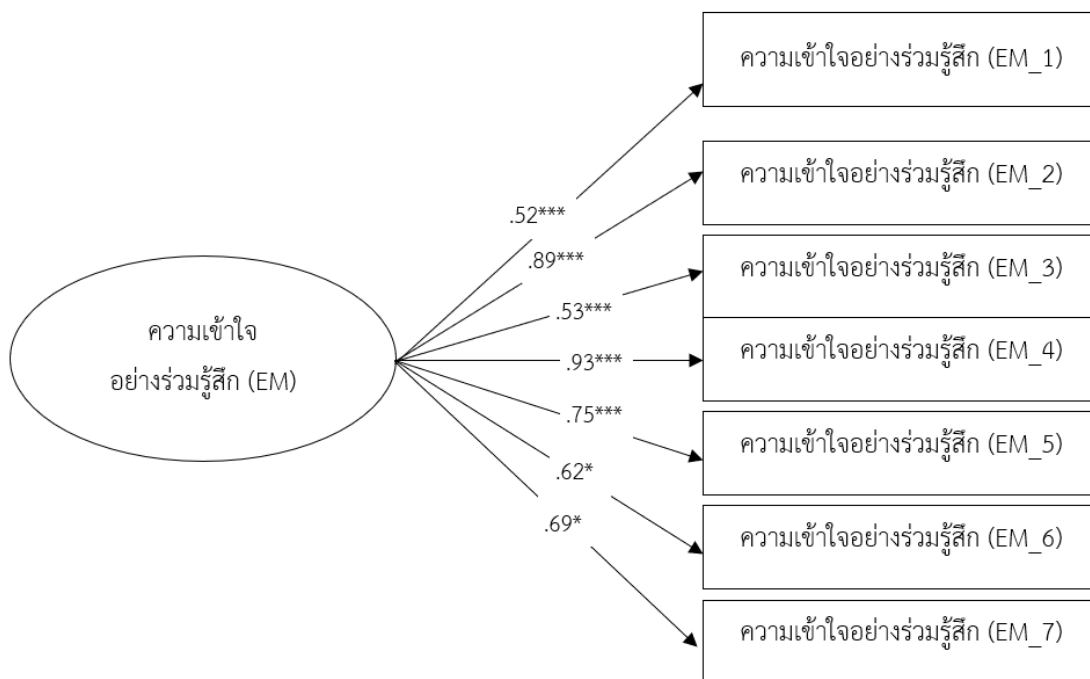 ความเข้าใจอย่างร่วมรู้สึก (EM_1)
ความเข้าใจอย่างร่วมรู้สึก (EM_2)
.52***
.89***
ความเข้าใจอย่างร่วมรู้สึก (EM_3)
.53***
ความเข้าใจ
อย่างร่วมรู้สึก (EM)
ความเข้าใจอย่างร่วมรู้สึก (EM_4)
.93***
.75***
ความเข้าใจอย่างร่วมรู้สึก (EM_5)
.62*
.69*
ความเข้าใจอย่างร่วมรู้สึก (EM_6)
ความเข้าใจอย่างร่วมรู้สึก (EM_7)